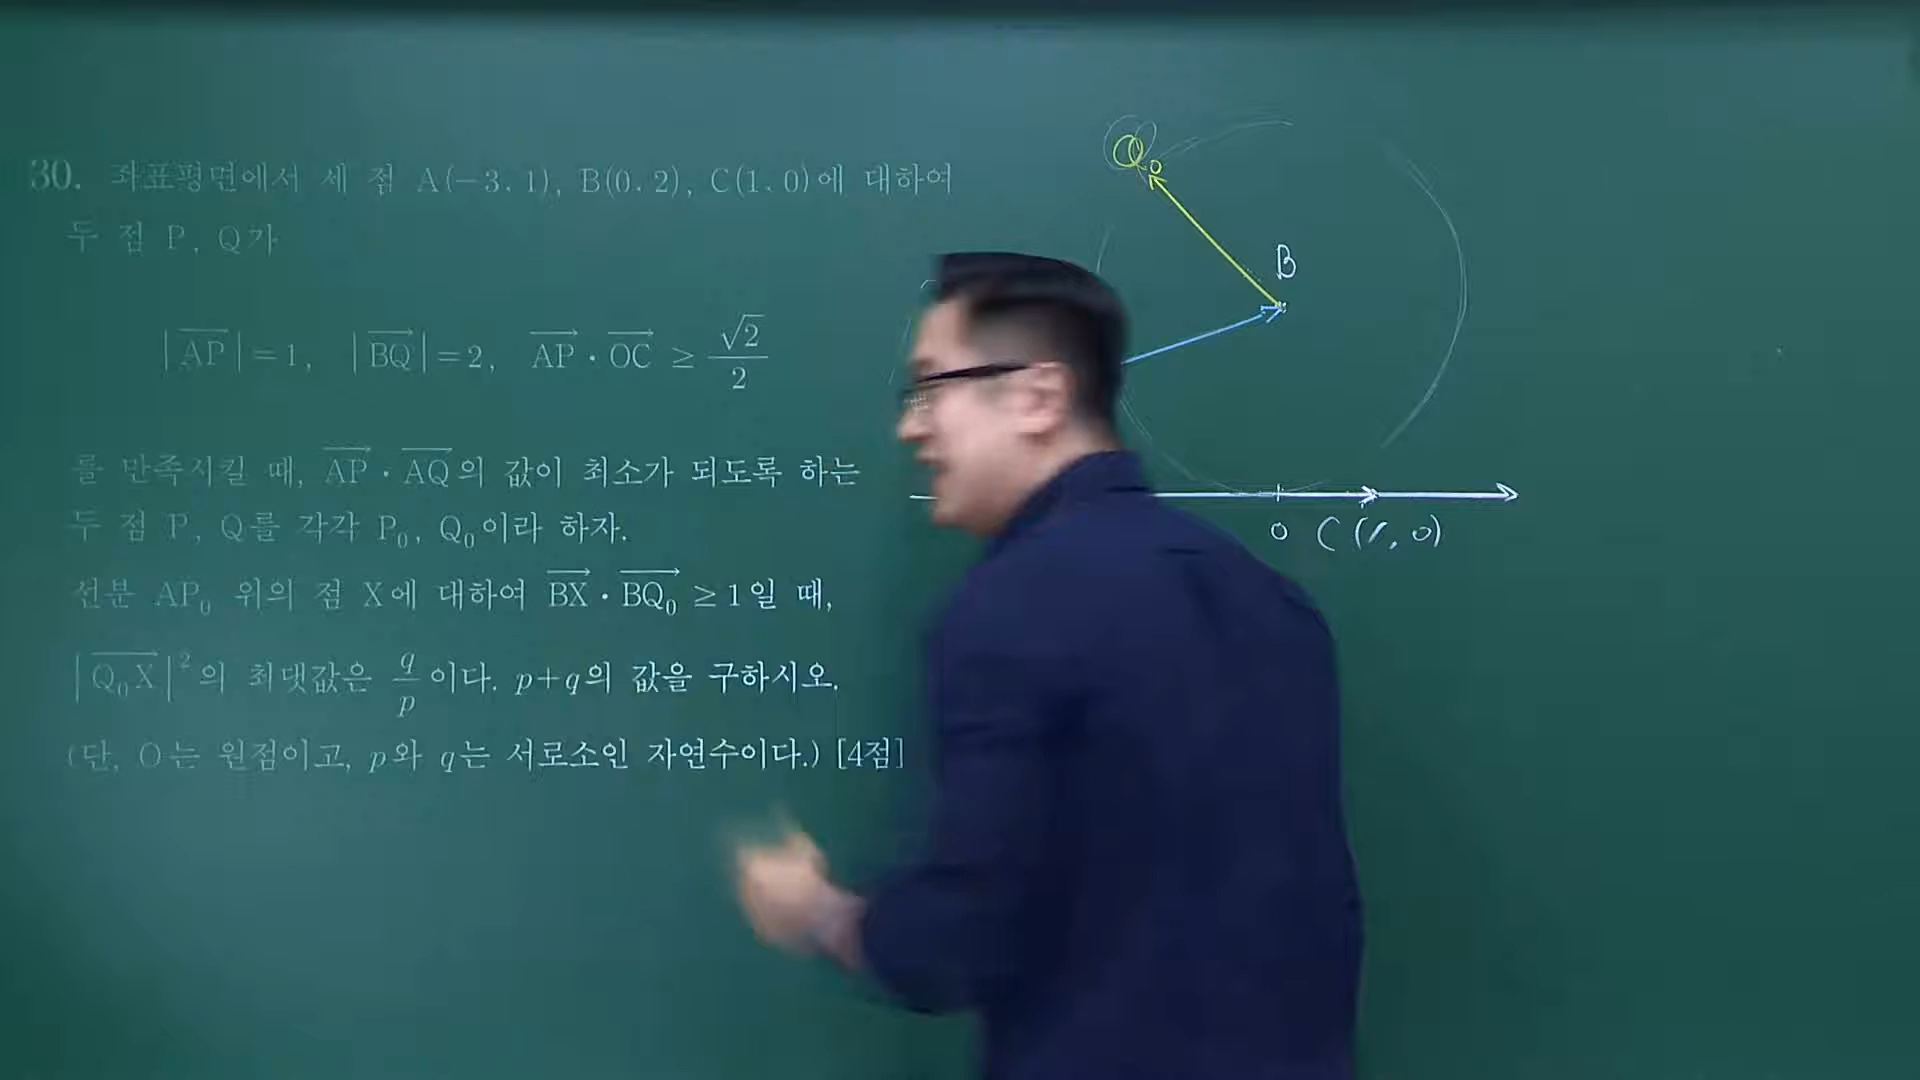 30. 좌표평면에서 세 점 A(-3, 1), B(0, 2), C(1, 0)에 대하여
두 점 P, Q가
|AP⃗|=1, |BQ⃗|=2, AP⃗ · OC⃗ ≥ √2/2
를 만족시킬 때, AP⃗ · AQ⃗의 값이 최소가 되도록 하는
두 점 P, Q를 각각 P₀, Q₀이라 하자.
선분 AP₀ 위의 점 X에 대하여 BX⃗ · BQ₀⃗ ≥ 1일 때,
|Q₀X⃗|²의 최댓값은 q/p 이다. p+q의 값을 구하시오.
(단, O는 원점이고, p와 q는 서로소인 자연수이다.) [4점]
Q₀
B
O C (1, 0)